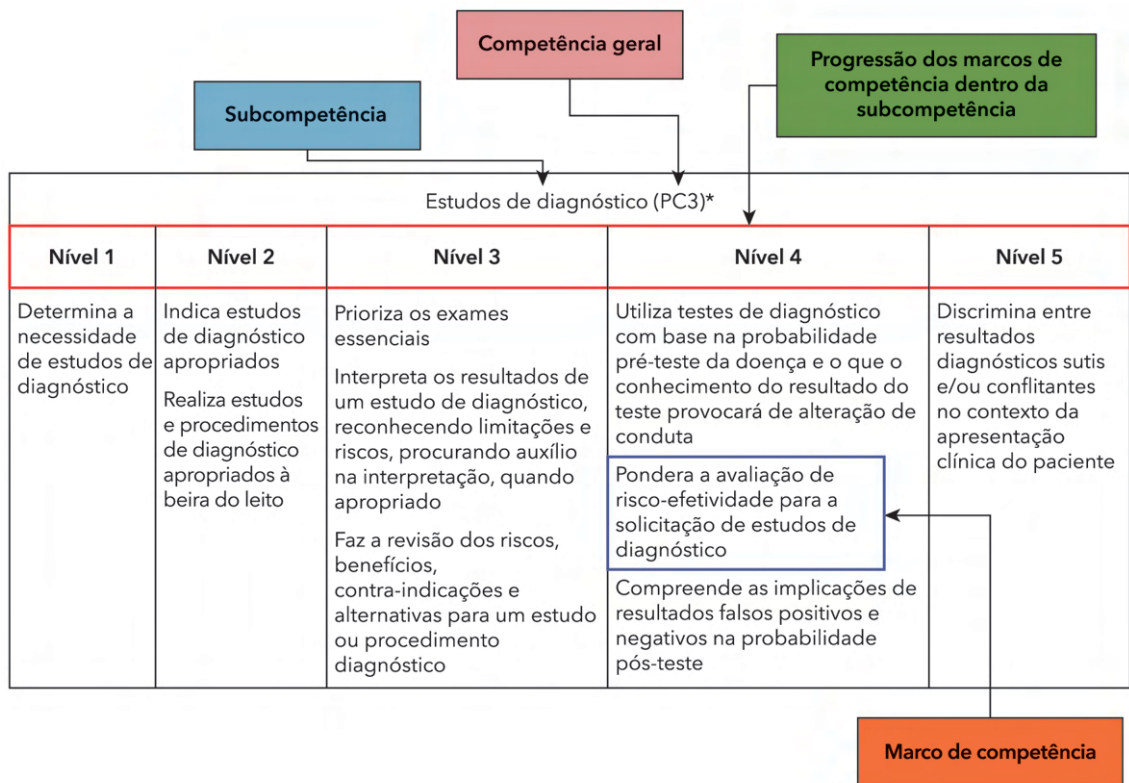 Competência geral
Progressão dos marcos de
competência dentro da
subcompetência
Subcompetência
Estudos de diagnóstico (PC3)*
Nível 1
Nível 2
Nível 3
Nível 4
Nível 5
Determina a
necessidade
de estudos de
diagnóstico
Indica estudos
de diagnóstico
apropriados
Realiza estudos
e procedimentos
de diagnóstico
apropriados à
beira do leito
Prioriza os exames
essenciais
Interpreta os resultados de
um estudo de diagnóstico,
reconhecendo limitações e
riscos, procurando auxílio
na interpretação, quando
apropriado
Faz a revisão dos riscos,
benefícios,
contra-indicações e
alternativas para um estudo
ou procedimento
diagnóstico
Utiliza testes de diagnóstico
com base na probabilidade
pré-teste da doença e o que o
conhecimento do resultado do
teste provocará de alteração de
conduta
Pondera a avaliação de
risco-efetividade para a
solicitação de estudos de
diagnóstico
Compreende as implicações de
resultados falsos positivos e
negativos na probabilidade
pós-teste
Discrimina entre
resultados
diagnósticos sutis
e/ou conflitantes
no contexto da
apresentação
clínica do paciente
Marco de competência